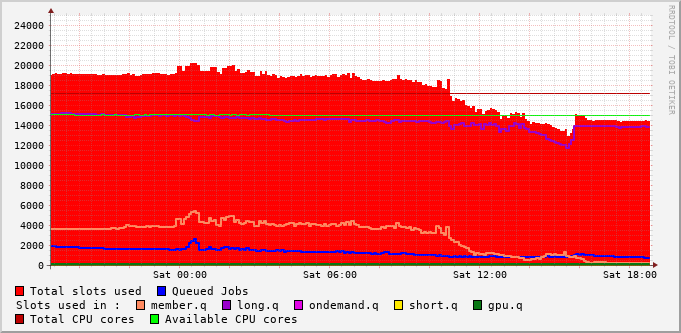 RRDTOOL / TOBI OETIKER
24000
22000
20000
18000
16000
14000
12000
10000
8000
6000
4000
2000
0
Sat 00:00 Sat 06:00 Sat 12:00 Sat 18:00
Total slots used Queued Jobs
Slots used in : member.q long.q ondemand.q short.q gpu.q
Total CPU cores Available CPU cores